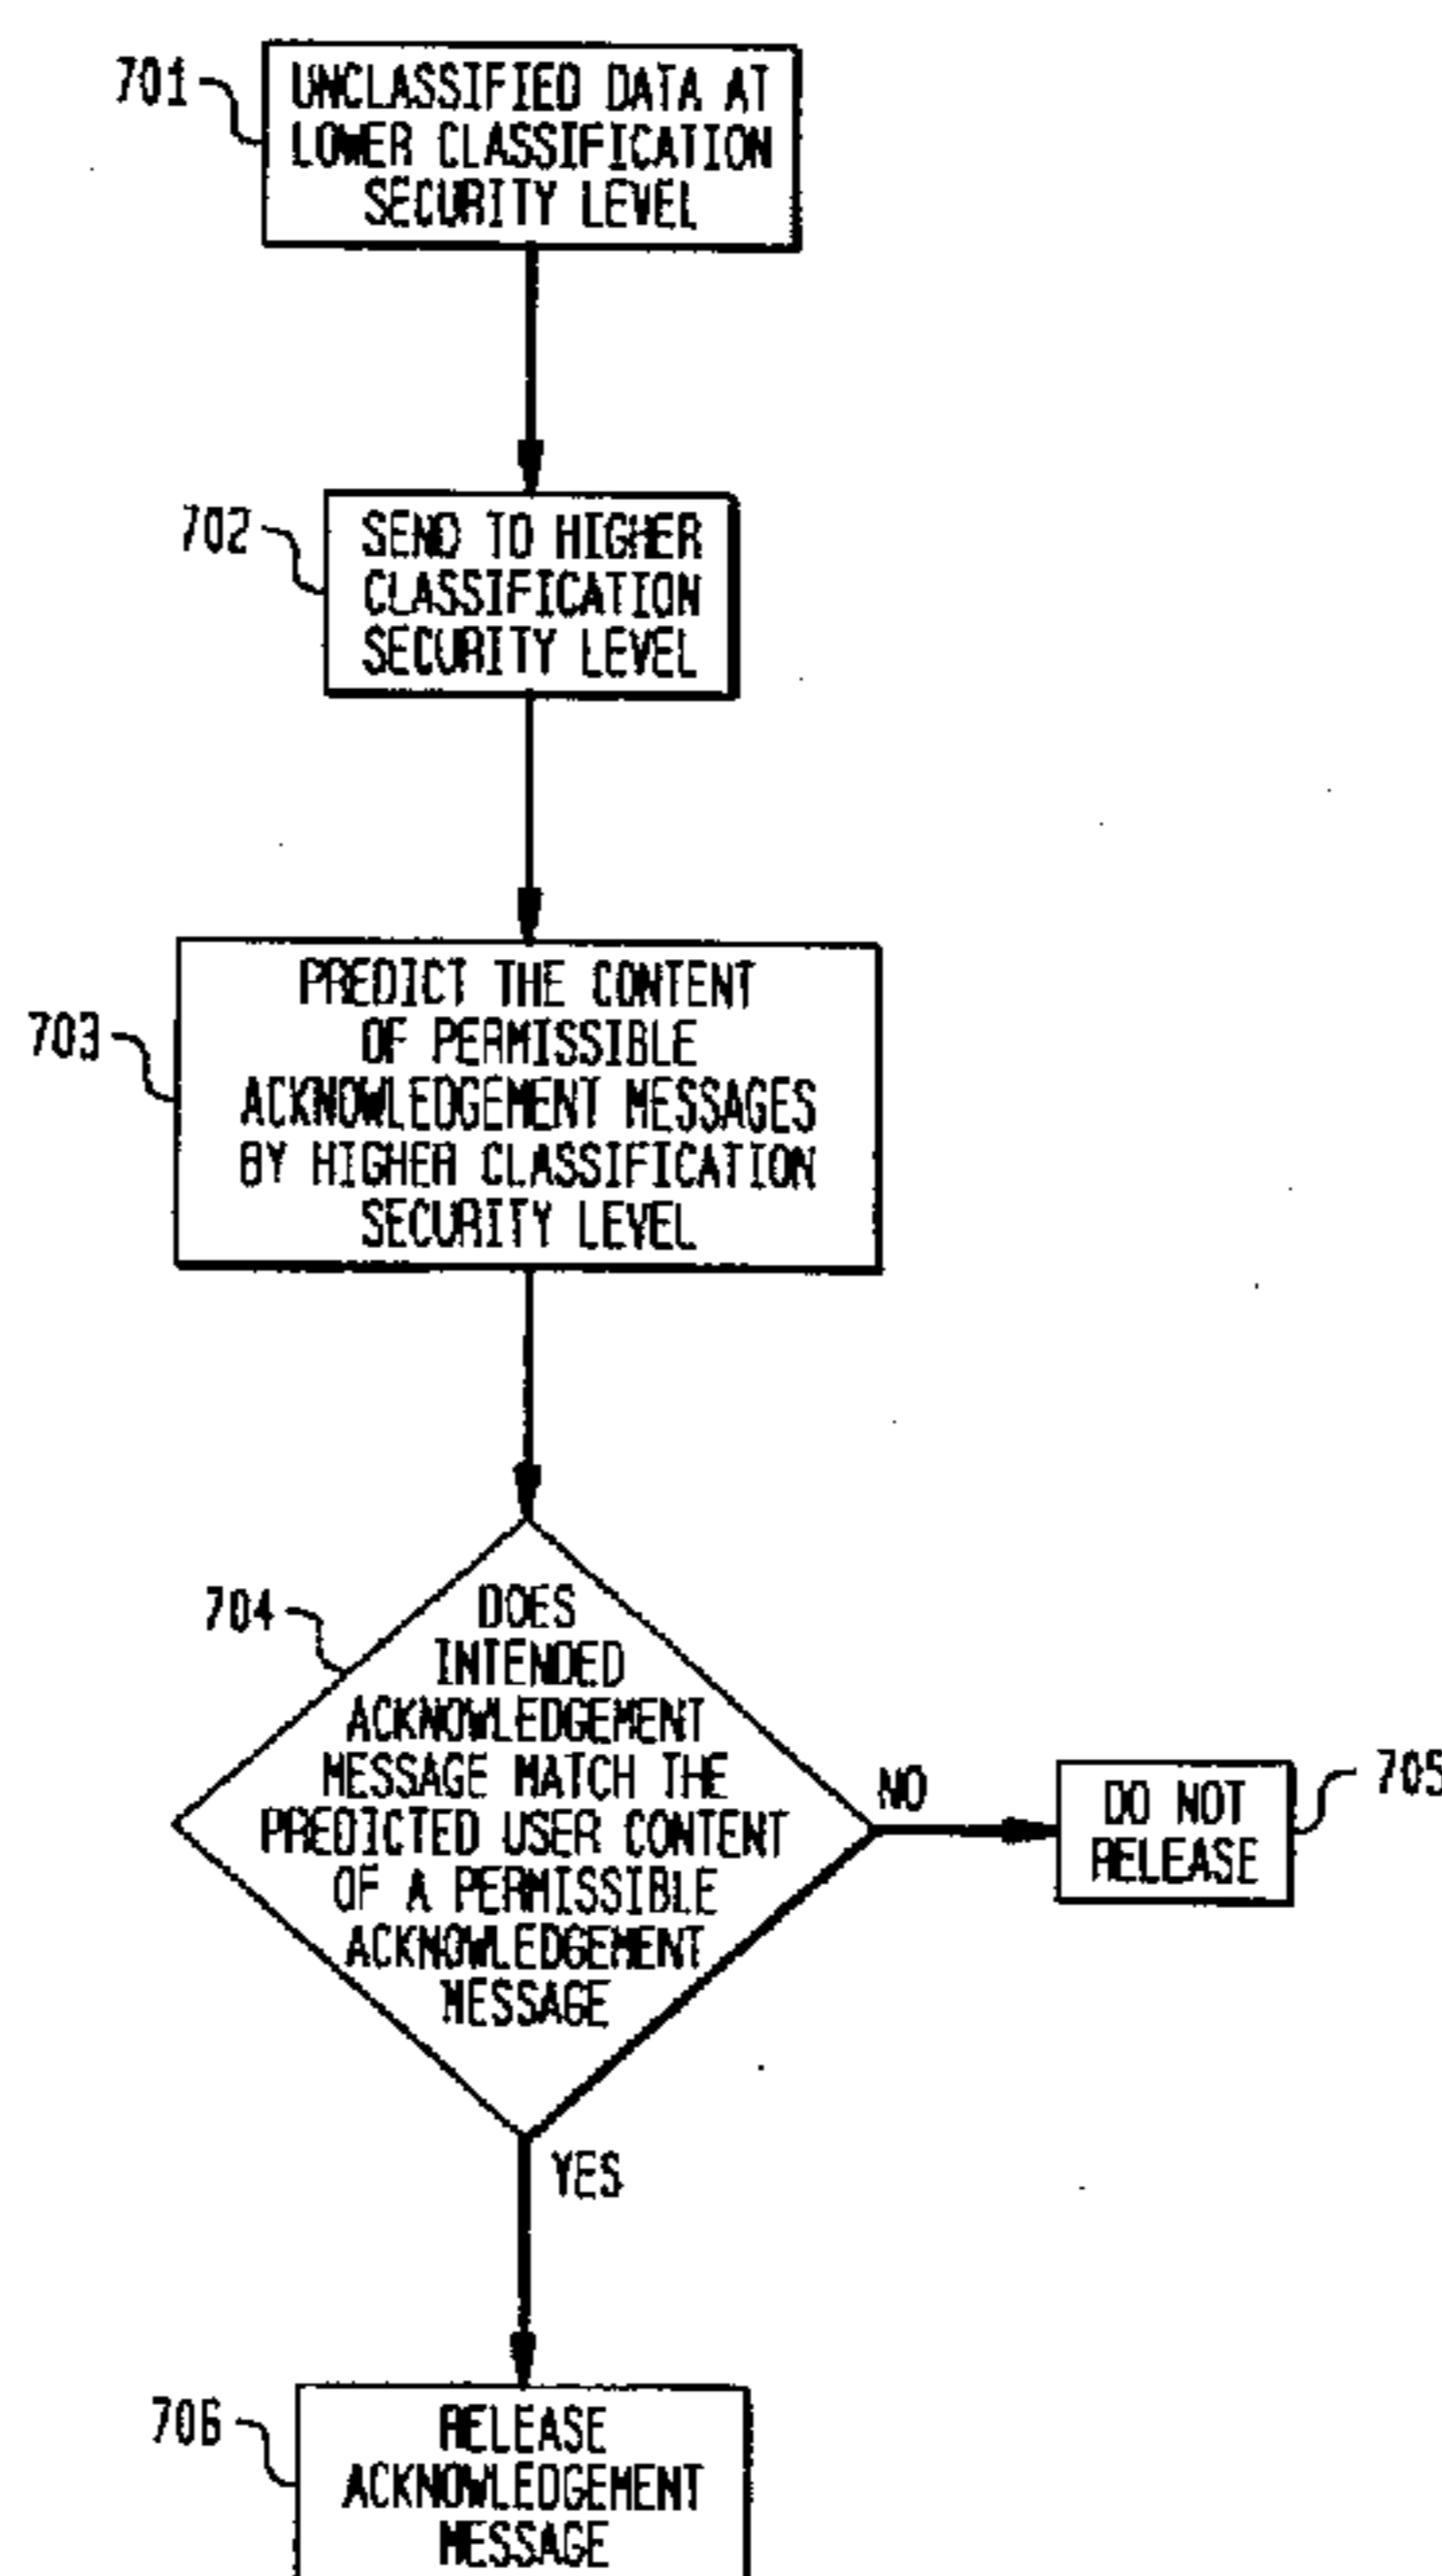 701
UNCLASSIFIED DATA AT
LOWER CLASSIFICATION
SECURITY LEVEL
702
SEND TO HIGHER
CLASSIFICATION
SECURITY LEVEL
703
PREDICT THE CONTENT
OF PERMISSIBLE
ACKNOWLEDGEMENT MESSAGES
BY HIGHER CLASSIFICATION
SECURITY LEVEL
704
DOES
INTENDED
ACKNOWLEDGEMENT
MESSAGE MATCH THE
PREDICTED USER CONTENT
OF A PERMISSIBLE
ACKNOWLEDGEMENT
MESSAGE
NO
DO NOT
RELEASE
705
YES
706
RELEASE
ACKNOWLEDGEMENT
MESSAGE